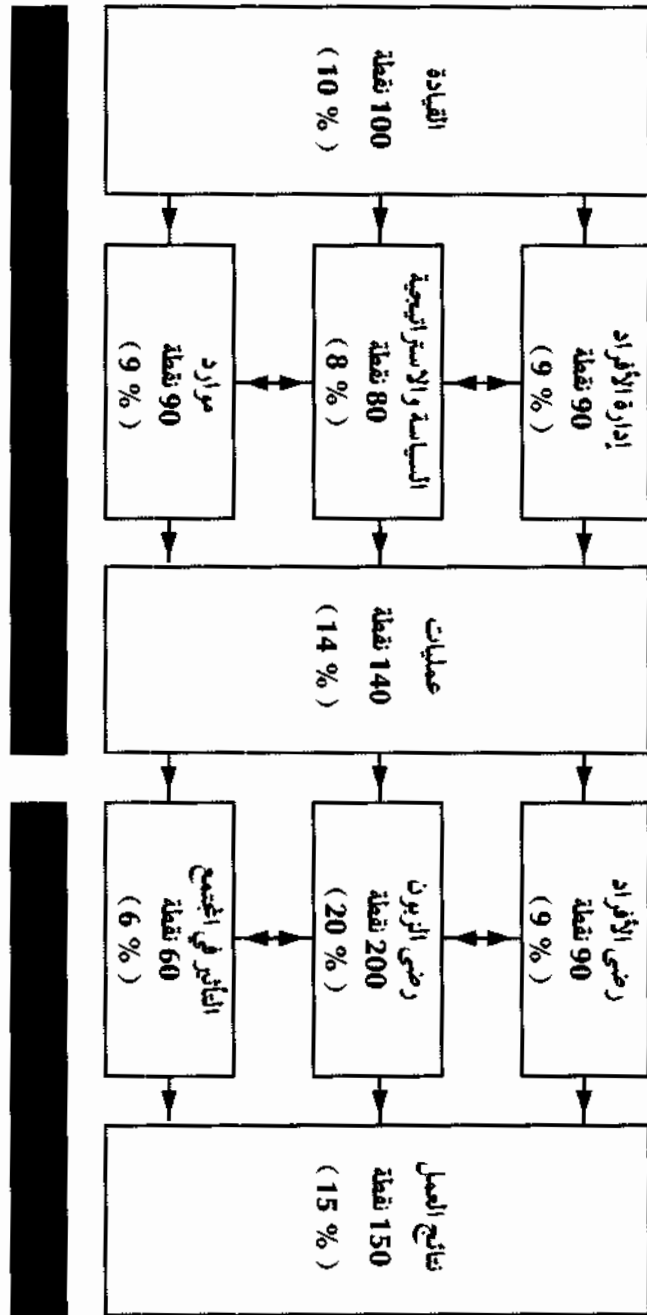 القيادة
100 نقطة
( 10 % )
إدارة الأفراد
90 نقطة
( 9 % )
السياسة والاستراتيجية
80 نقطة
( 8 % )
موارد
90 نقطة
( 9 % )
عمليات
140 نقطة
( 14 % )
رضى الأفراد
90 نقطة
( 9 % )
رضى الزبون
200 نقطة
( 20 % )
التأثير في المجتمع
60 نقطة
( 6 % )
نتائج العمل
150 نقطة
( 15 % )